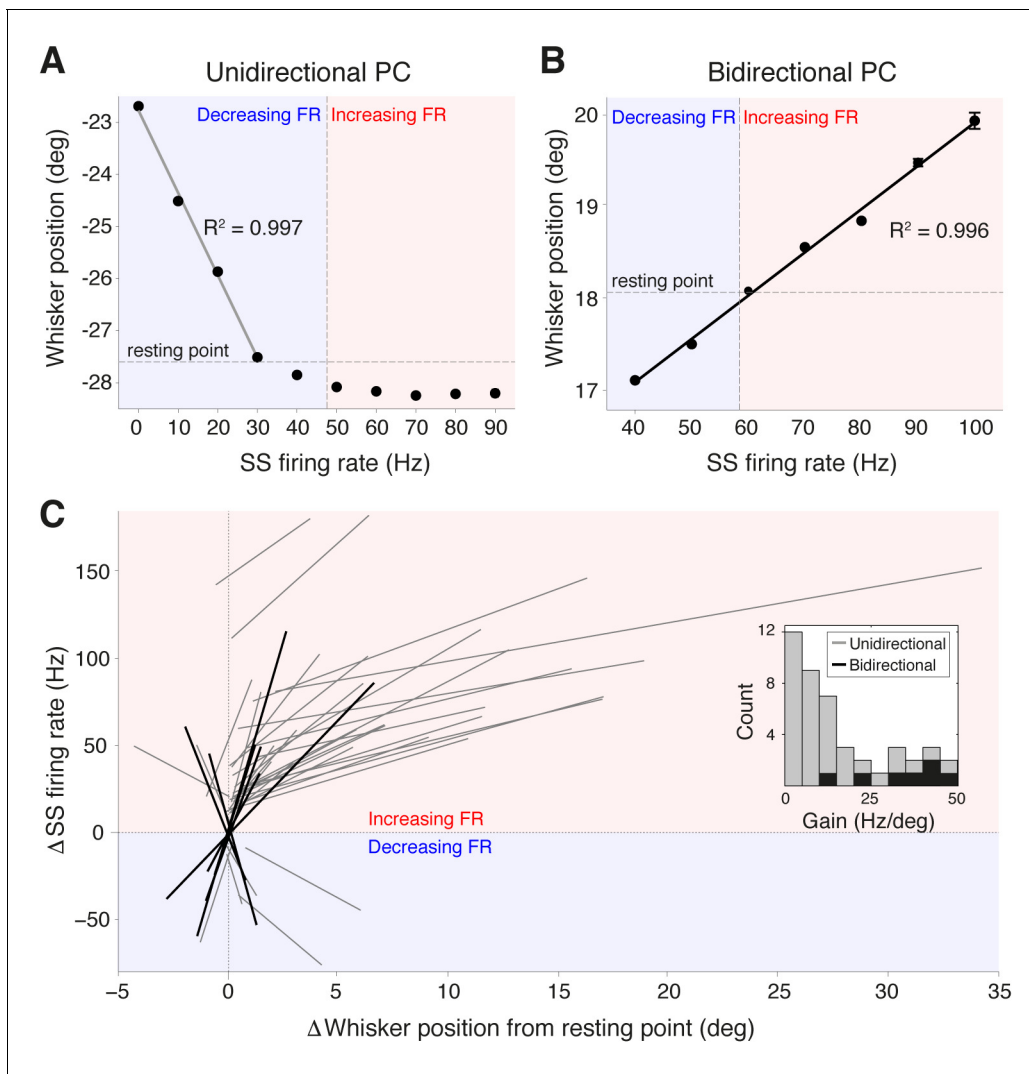 A
Unidirectional PC
Decreasing FR
Increasing FR
Whisker position (deg)
-23
-24
-25
-26
-27
-28
R² = 0.997
resting point
0 10 20 30 40 50 60 70 80 90
SS firing rate (Hz)
B
Bidirectional PC
Decreasing FR
Increasing FR
Whisker position (deg)
20
19
18
17
R² = 0.996
resting point
40 50 60 70 80 90 100
SS firing rate (Hz)
C
Δ SS firing rate (Hz)
150
100
50
0
−50
Increasing FR
Decreasing FR
Count
12
8
4
Unidirectional
Bidirectional
0 25 50
Gain (Hz/deg)
−5 0 5 10 15 20 25 30 35
Δ Whisker position from resting point (deg)